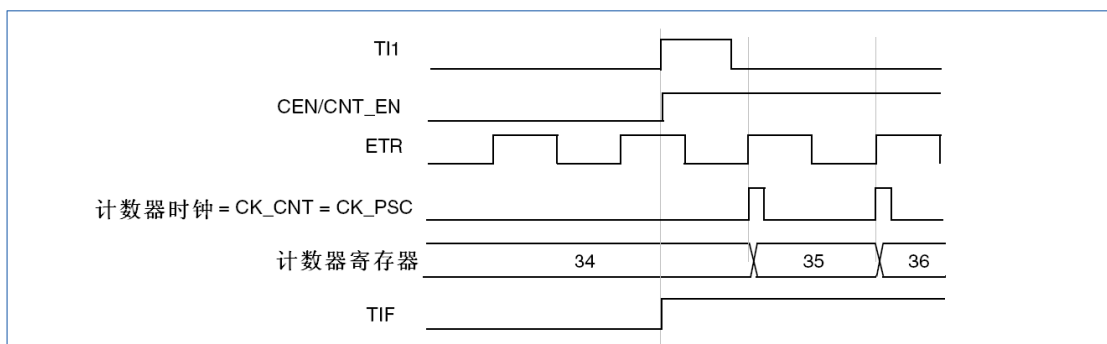 TI1
CEN/CNT_EN
ETR
计数器时钟 = CK_CNT = CK_PSC
计数器寄存器 34 35 36
TIF